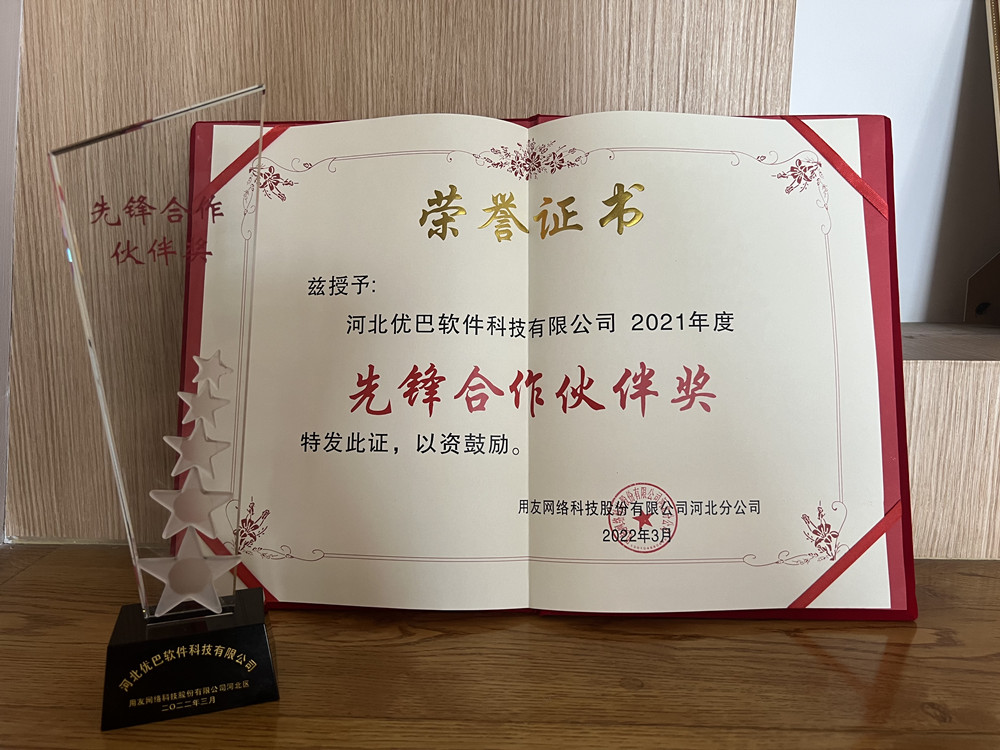 先锋合作
伙伴奖
河北优巴软件科技有限公司
用友网络科技股份有限公司河北区
二〇二二年三月
荣誉证书
兹授予:
河北优巴软件科技有限公司 2021年度
先锋合作伙伴奖
特发此证，以资鼓励。
用友网络科技股份有限公司河北分公司
2022年3月